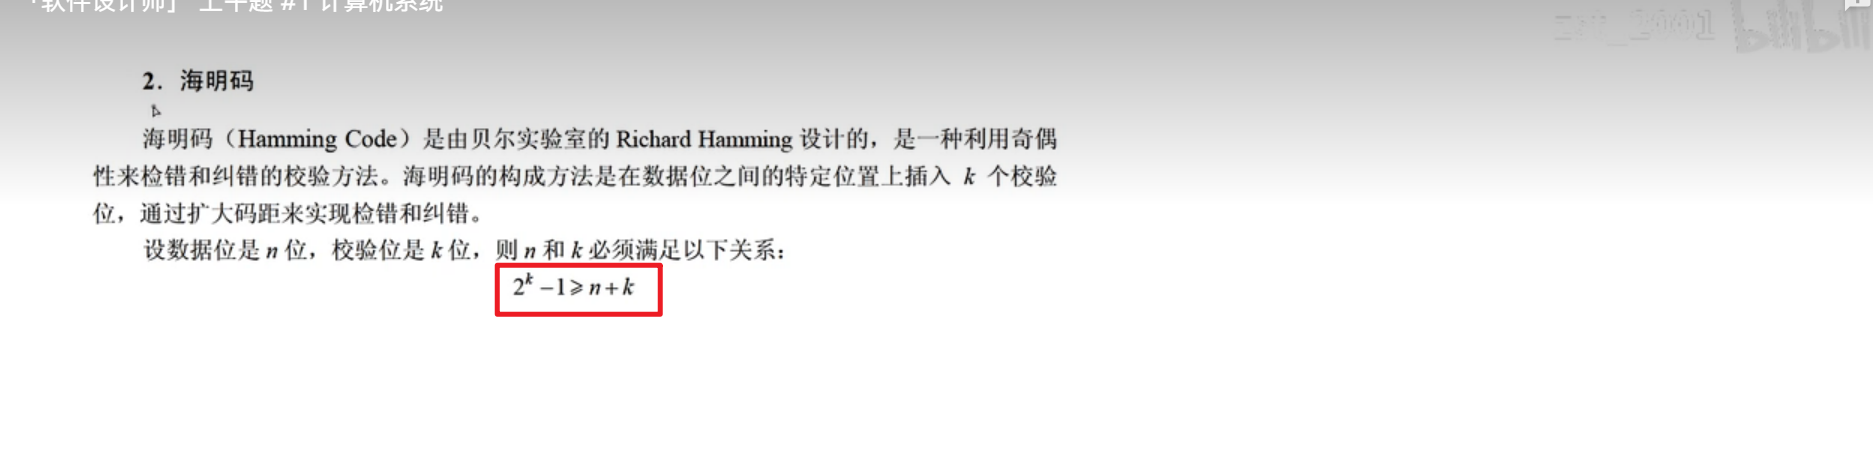 「软件设计师」 上午题 #1 计算机系统
2. 海明码
海明码（Hamming Code）是由贝尔实验室的 Richard Hamming 设计的，是一种利用奇偶
性来检错和纠错的校验方法。海明码的构成方法是在数据位之间的特定位置上插入 k 个校验
位，通过扩大码距来实现检错和纠错。
设数据位是 n 位，校验位是 k 位，则 n 和 k 必须满足以下关系：
2ᵏ −1⩾n+k
bilibili